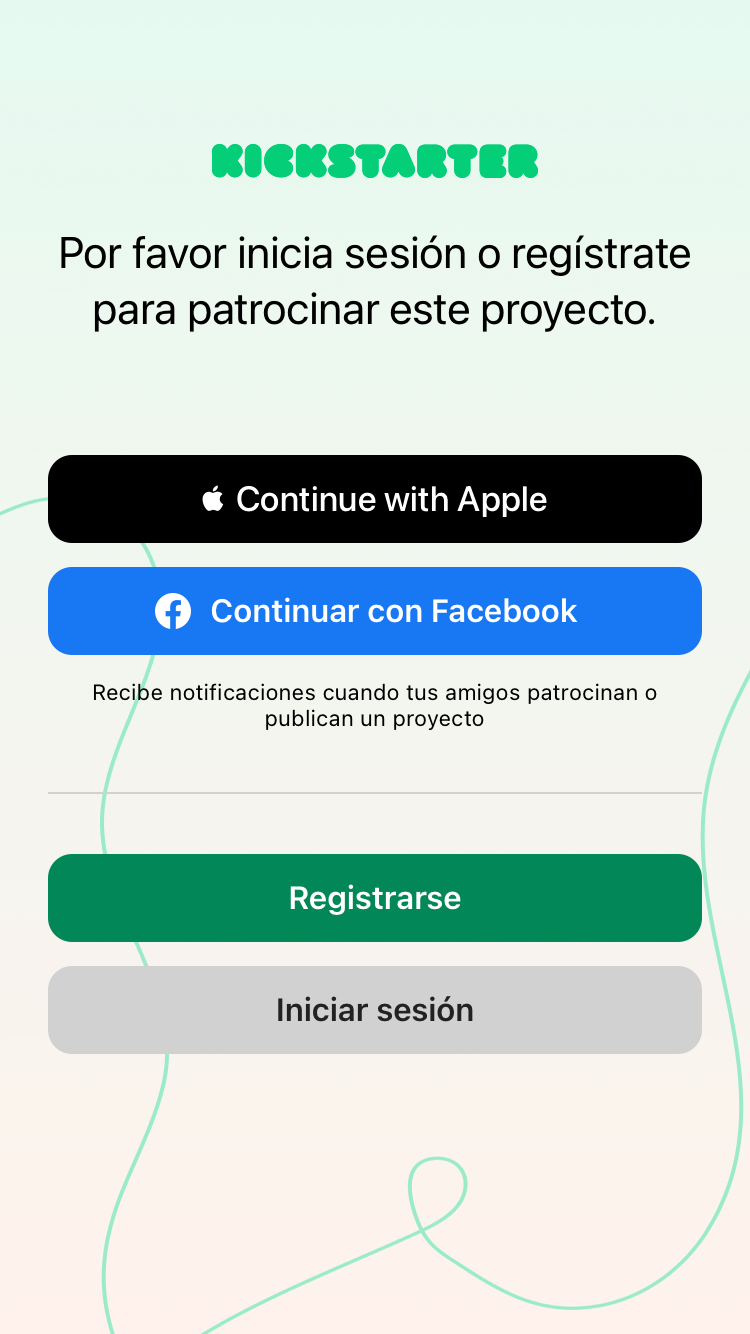 KICKSTARTER
Por favor inicia sesión o regístrate
para patrocinar este proyecto.
Continue with Apple
Continuar con Facebook
Recibe notificaciones cuando tus amigos patrocinan o
publican un proyecto
Registrarse
Iniciar sesión